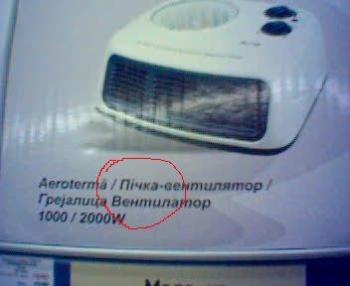 Aerotermă / Пічка-вентилятор /
Грејалица Вентилатор
1000 / 2000W